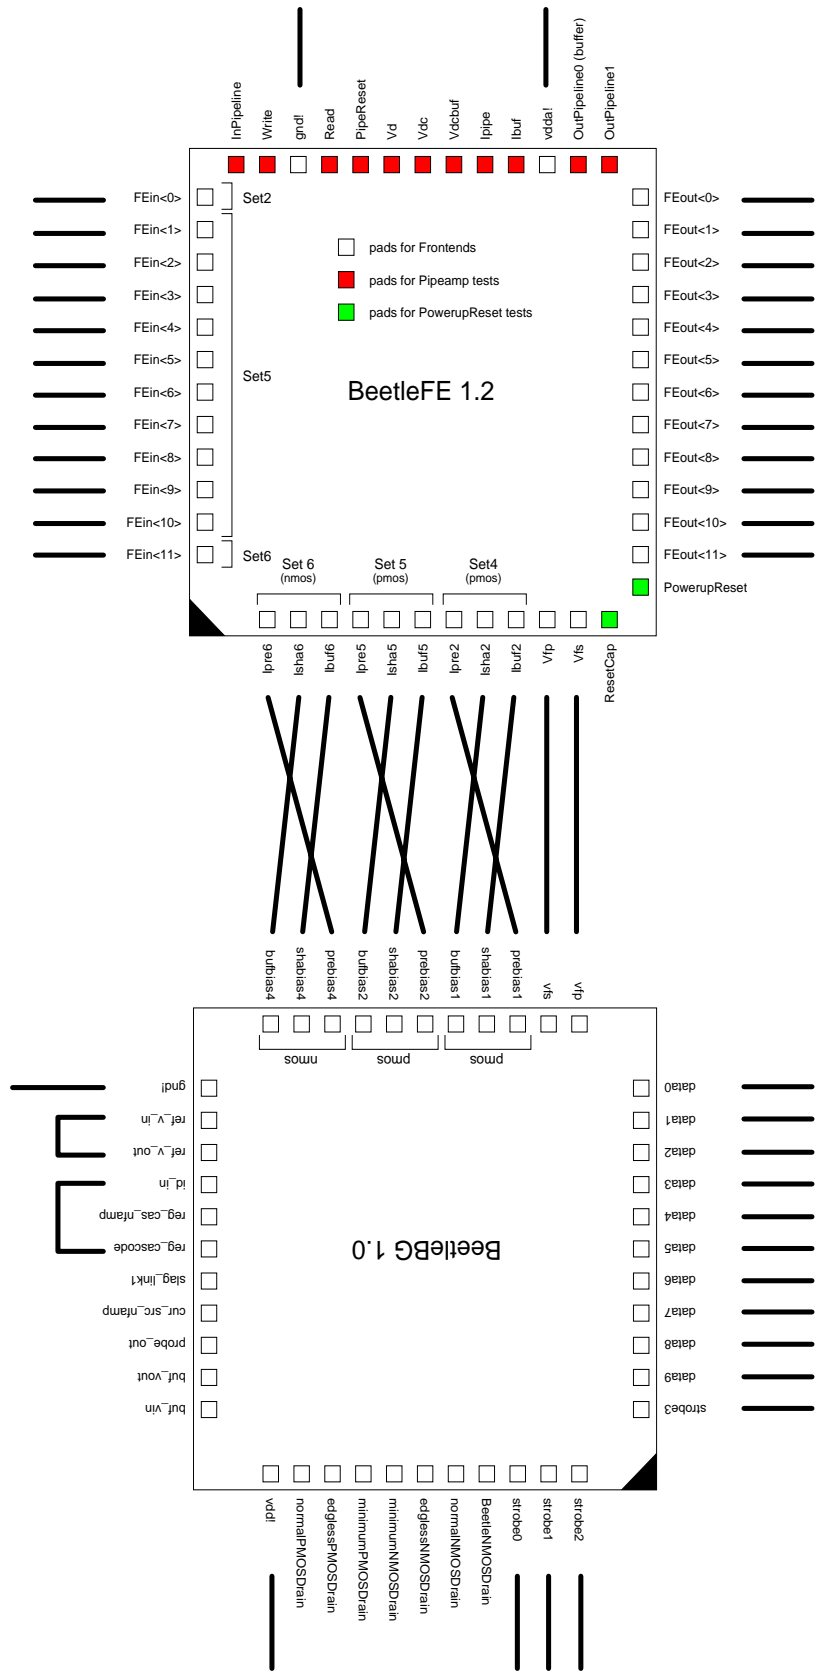 InPipeline
Write
gnd!
Read
PipeReset
Vd
Vdc
Vdcbuf
Ipipe
Ibuf
vdda!
OutPipeline0 (buffer)
OutPipeline1
FEin<0>
FEin<1>
FEin<2>
FEin<3>
FEin<4>
FEin<5>
FEin<6>
FEin<7>
FEin<8>
FEin<9>
FEin<10>
FEin<11>
Set2
Set5
Set6
pads for Frontends
pads for Pipeamp tests
pads for PowerupReset tests
BeetleFE 1.2
FEout<0>
FEout<1>
FEout<2>
FEout<3>
FEout<4>
FEout<5>
FEout<6>
FEout<7>
FEout<8>
FEout<9>
FEout<10>
FEout<11>
PowerupReset
Set 6
(nmos)
Set 5
(pmos)
Set4
(pmos)
Ipre6
Isha6
Ibuf6
Ipre5
Isha5
Ibuf5
Ipre2
Isha2
Ibuf2
Vfp
Vfs
ResetCap
bufbias4
shabias4
prebias4
bufbias2
shabias2
prebias2
bufbias1
shabias1
prebias1
vfs
vfp
nmos
pmos
pmos
gnd!
ref_v_in
ref_v_out
id_in
reg_cas_nfamp
reg_cascode
slag_link1
cur_src_nfamp
probe_out
buf_vout
buf_vin
BeetleBG 1.0
data0
data1
data2
data3
data4
data5
data6
data7
data8
data9
strobe3
vdd!
normalPMOSDrain
edglessPMOSDrain
minimumPMOSDrain
minimumNMOSDrain
edglessNMOSDrain
normalNMOSDrain
BeetleNMOSDrain
strobe0
strobe1
strobe2